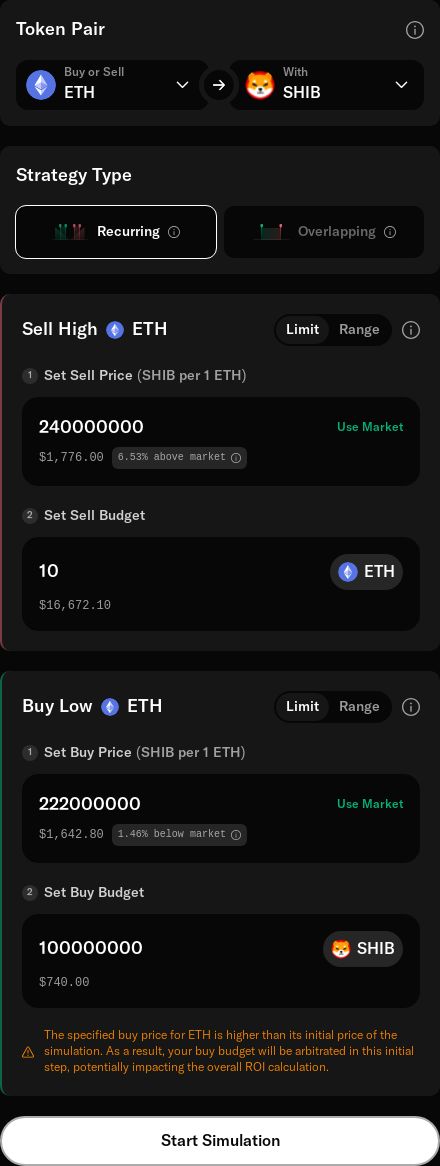 Token Pair
Buy or Sell
ETH
With
SHIB
Strategy Type
Recurring
Overlapping
Sell High ETH
Limit
Range
1 Set Sell Price (SHIB per 1 ETH)
240000000
Use Market
$1,776.00
6.53% above market
2 Set Sell Budget
10
ETH
$16,672.10
Buy Low ETH
Limit
Range
1 Set Buy Price (SHIB per 1 ETH)
222000000
Use Market
$1,642.80
1.46% below market
2 Set Buy Budget
100000000
SHIB
$740.00
The specified buy price for ETH is higher than its initial price of the
simulation. As a result, your buy budget will be arbitrated in this initial
step, potentially impacting the overall ROI calculation.
Start Simulation